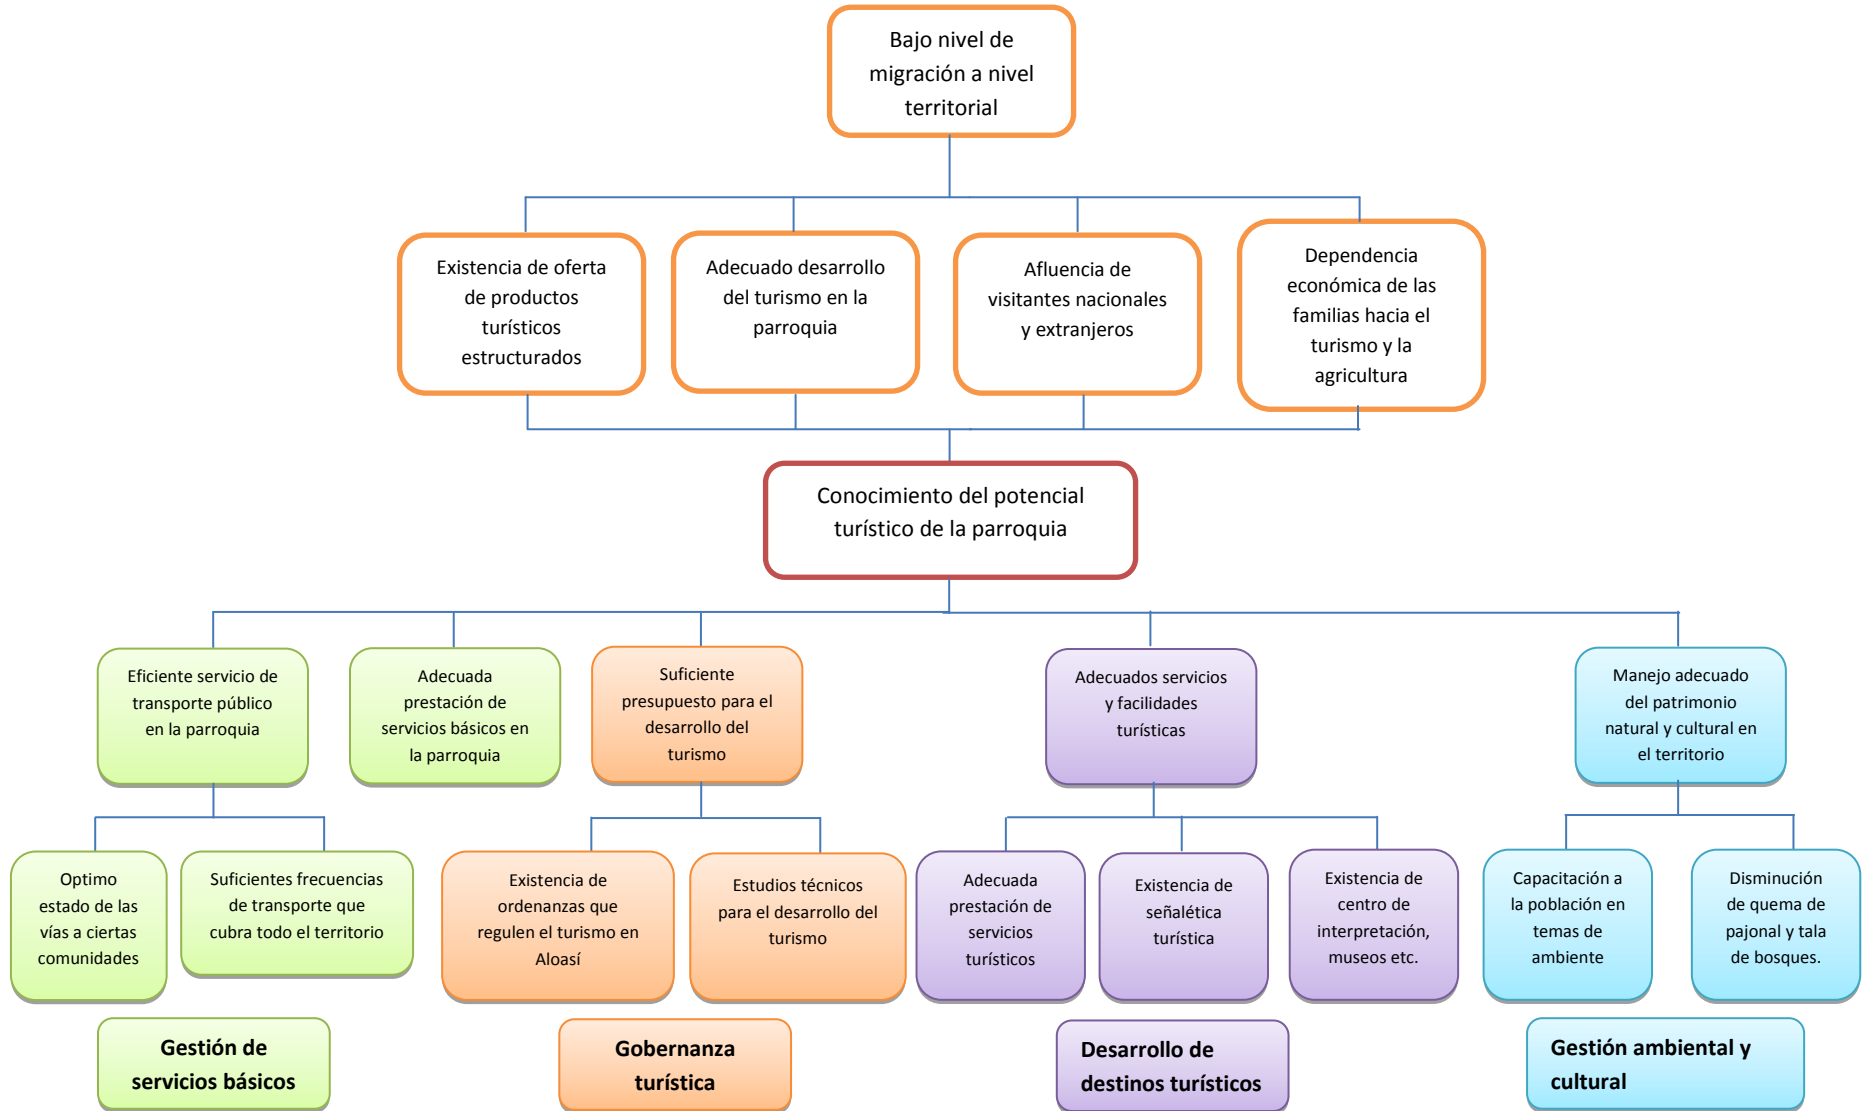 Bajo nivel de
migración a nivel
territorial
Existencia de oferta
de productos
turísticos
estructurados
Adecuado desarrollo
del turismo en la
parroquia
Afluencia de
visitantes nacionales
y extranjeros
Dependencia
económica de las
familias hacia el
turismo y la
agricultura
Conocimiento del potencial
turístico de la parroquia
Eficiente servicio de
transporte público
en la parroquia
Adecuada
prestación de
servicios básicos en
la parroquia
Suficiente
presupuesto para el
desarrollo del
turismo
Adecuados servicios
y facilidades
turísticas
Manejo adecuado
del patrimonio
natural y cultural en
el territorio
Optimo
estado de las
vías a ciertas
comunidades
Suficientes frecuencias
de transporte que
cubra todo el territorio
Existencia de
ordenanzas que
regulen el turismo en
Aloasí
Estudios técnicos
para el desarrollo del
turismo
Adecuada
prestación de
servicios
turísticos
Existencia de
señalética
turística
Existencia de
centro de
interpretación,
museos etc.
Capacitación a
la población en
temas de
ambiente
Disminución
de quema de
pajonal y tala
de bosques.
Gestión de
servicios básicos
Gobernanza
turística
Desarrollo de
destinos turísticos
Gestión ambiental y
cultural